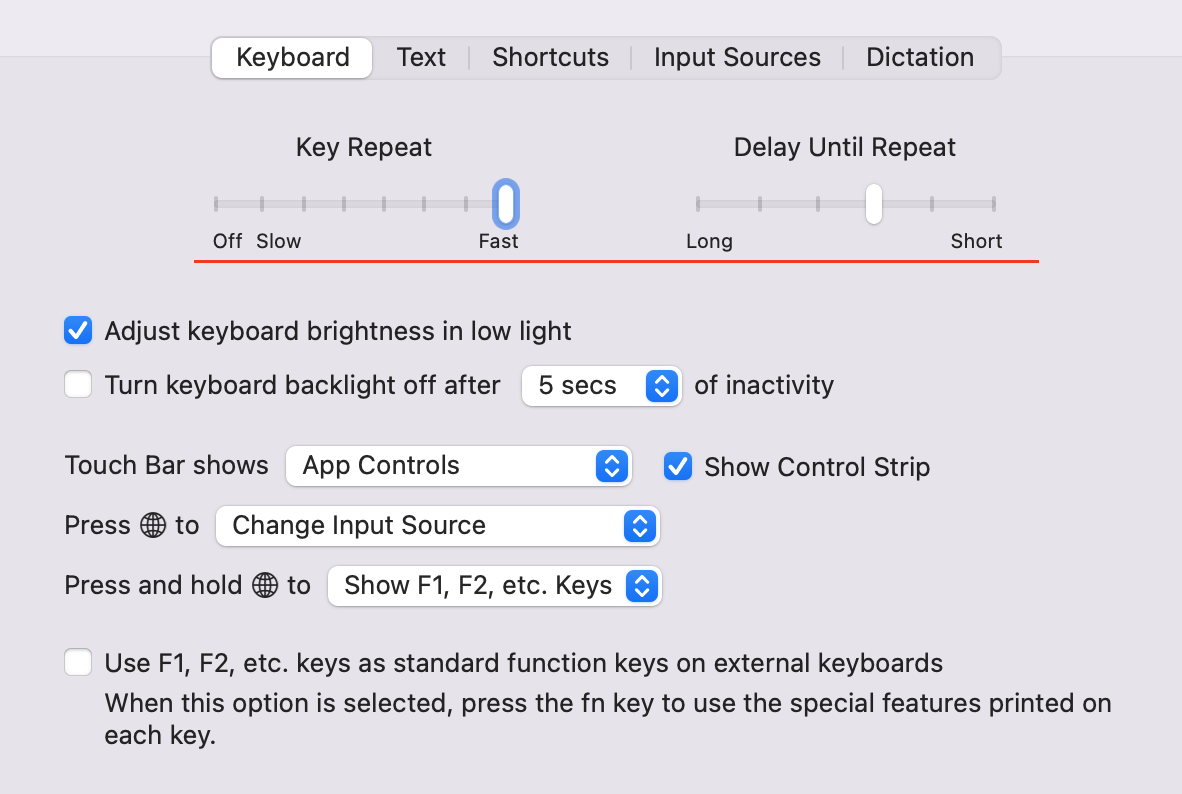 Keyboard Text Shortcuts Input Sources Dictation
Key Repeat Delay Until Repeat
Off Slow Fast Long Short
Adjust keyboard brightness in low light
Turn keyboard backlight off after 5 secs of inactivity
Touch Bar shows App Controls Show Control Strip
Press to Change Input Source
Press and hold to Show F1, F2, etc. Keys
Use F1, F2, etc. keys as standard function keys on external keyboards
When this option is selected, press the fn key to use the special features printed on
each key.